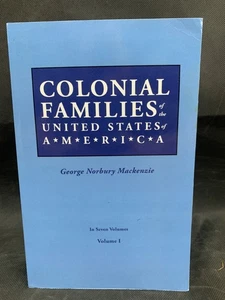 COLONIAL
FAMILIES of the
UNITED STATES of
A★M★E★R★I★C★A
George Norbury Mackenzie
In Seven Volumes
Volume I